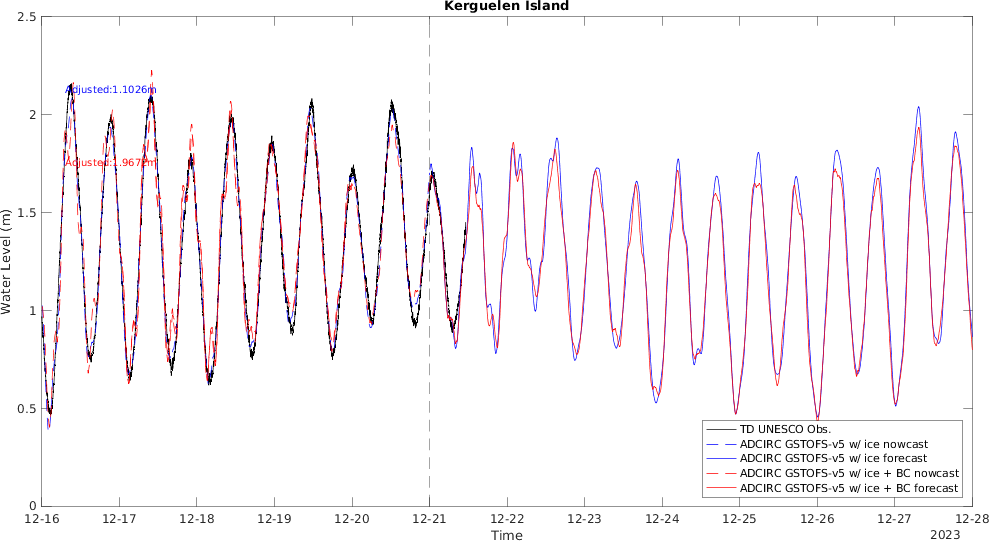 Kerguelen Island
2.5
2
1.5
1
0.5
0
Water Level (m)
Adjusted:1.1026m
TD UNESCO Obs.
ADCIRC GSTOFS-v5 w/ ice nowcast
ADCIRC GSTOFS-v5 w/ ice forecast
ADCIRC GSTOFS-v5 w/ ice + BC nowcast
ADCIRC GSTOFS-v5 w/ ice + BC forecast
12-16 12-17 12-18 12-19 12-20 12-21 12-22 12-23 12-24 12-25 12-26 12-27 12-28
Time
2023